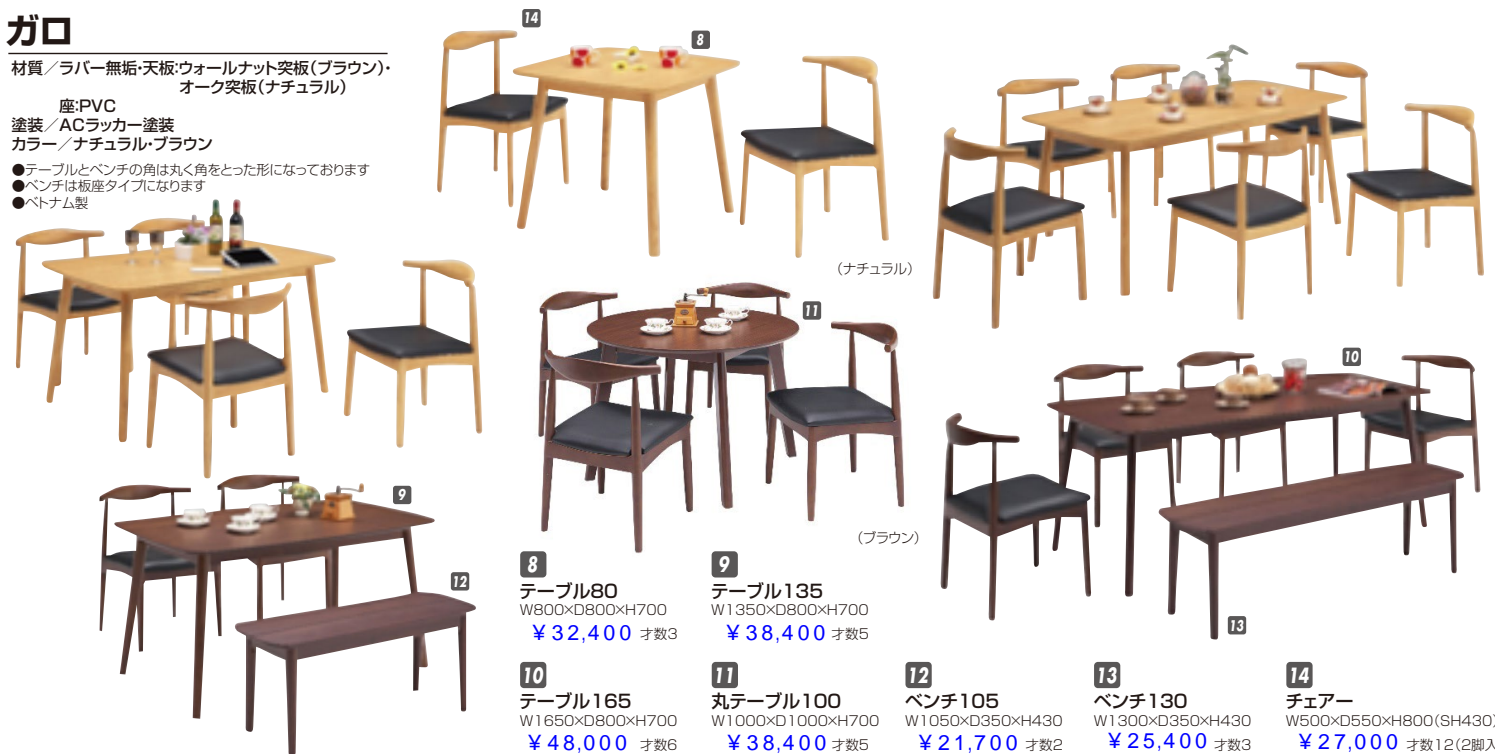 ガロ
材質／ラバー無垢・天板:ウォールナット突板(ブラウン)・
オーク突板(ナチュラル)
座:PVC
塗装／ACラッカー塗装
カラー／ナチュラル・ブラウン
●テーブルとベンチの角は丸く角をとった形になっております
●ベンチは板座タイプになります
●ベトナム製
14
8
(ナチュラル)
11
(ブラウン)
10
9
12
13
8
テーブル80
W800×D800×H700
¥32,400 才数3
9
テーブル135
W1350×D800×H700
¥38,400 才数5
10
テーブル165
W1650×D800×H700
¥48,000 才数6
11
丸テーブル100
W1000×D1000×H700
¥38,400 才数5
12
ベンチ105
W1050×D350×H430
¥21,700 才数2
13
ベンチ130
W1300×D350×H430
¥25,400 才数3
14
チェアー
W500×D550×H800(SH430)
¥27,000 才数12(2脚入